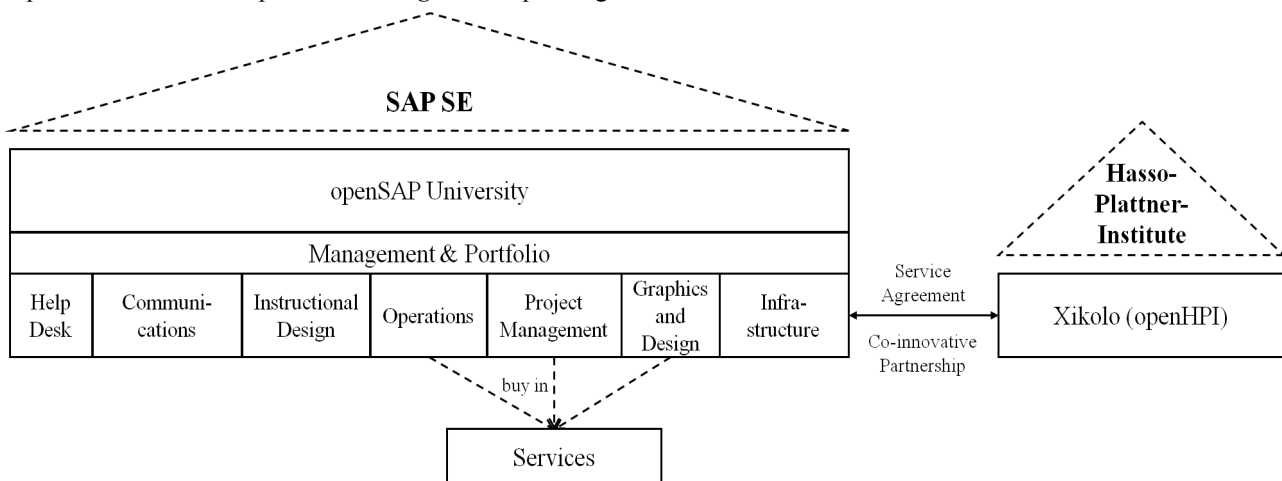 SAP SE
openSAP University
Management & Portfolio
Help
Desk
Communi-
cations
Instructional
Design
Operations
Project
Management
Graphics
and
Design
Infra-
structure
Service
Agreement
Co-innovative
Partnership
Hasso-
Plattner-
Institute
Xikolo (openHPI)
buy in
Services